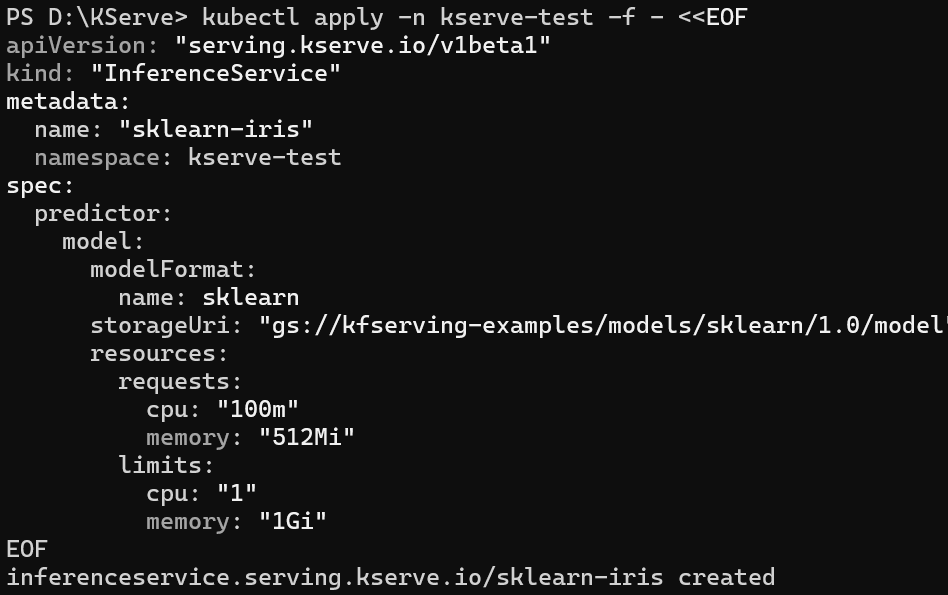 PS D:\KServe> kubectl apply -n kserve-test -f - <<EOF
apiVersion: "serving.kserve.io/v1beta1"
kind: "InferenceService"
metadata:
  name: "sklearn-iris"
  namespace: kserve-test
spec:
  predictor:
    model:
      modelFormat:
        name: sklearn
      storageUri: "gs://kfserving-examples/models/sklearn/1.0/model"
      resources:
        requests:
          cpu: "100m"
          memory: "512Mi"
        limits:
          cpu: "1"
          memory: "1Gi"
EOF
inferenceservice.serving.kserve.io/sklearn-iris created